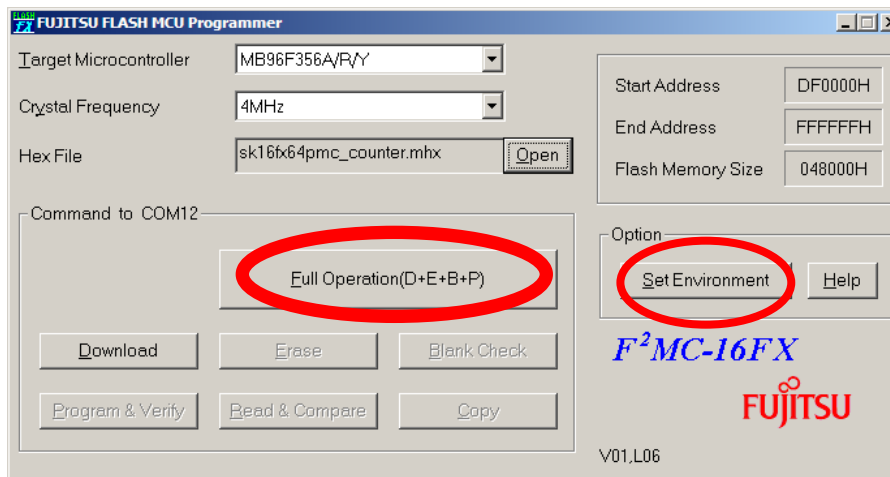 FLASH FX FUJITSU FLASH MCU Programmer
Target Microcontroller MB96F356A/R/Y
Crystal Frequency 4MHz
Hex File sk16fx64pmc_counter.mhx Open
Start Address DF0000H
End Address FFFFFFH
Flash Memory Size 048000H
Command to COM12
Full Operation(D+E+B+P)
Download Erase Blank Check
Program & Verify Read & Compare Copy
Option
Set Environment Help
F²MC-16FX
FUJITSU
V01,L06